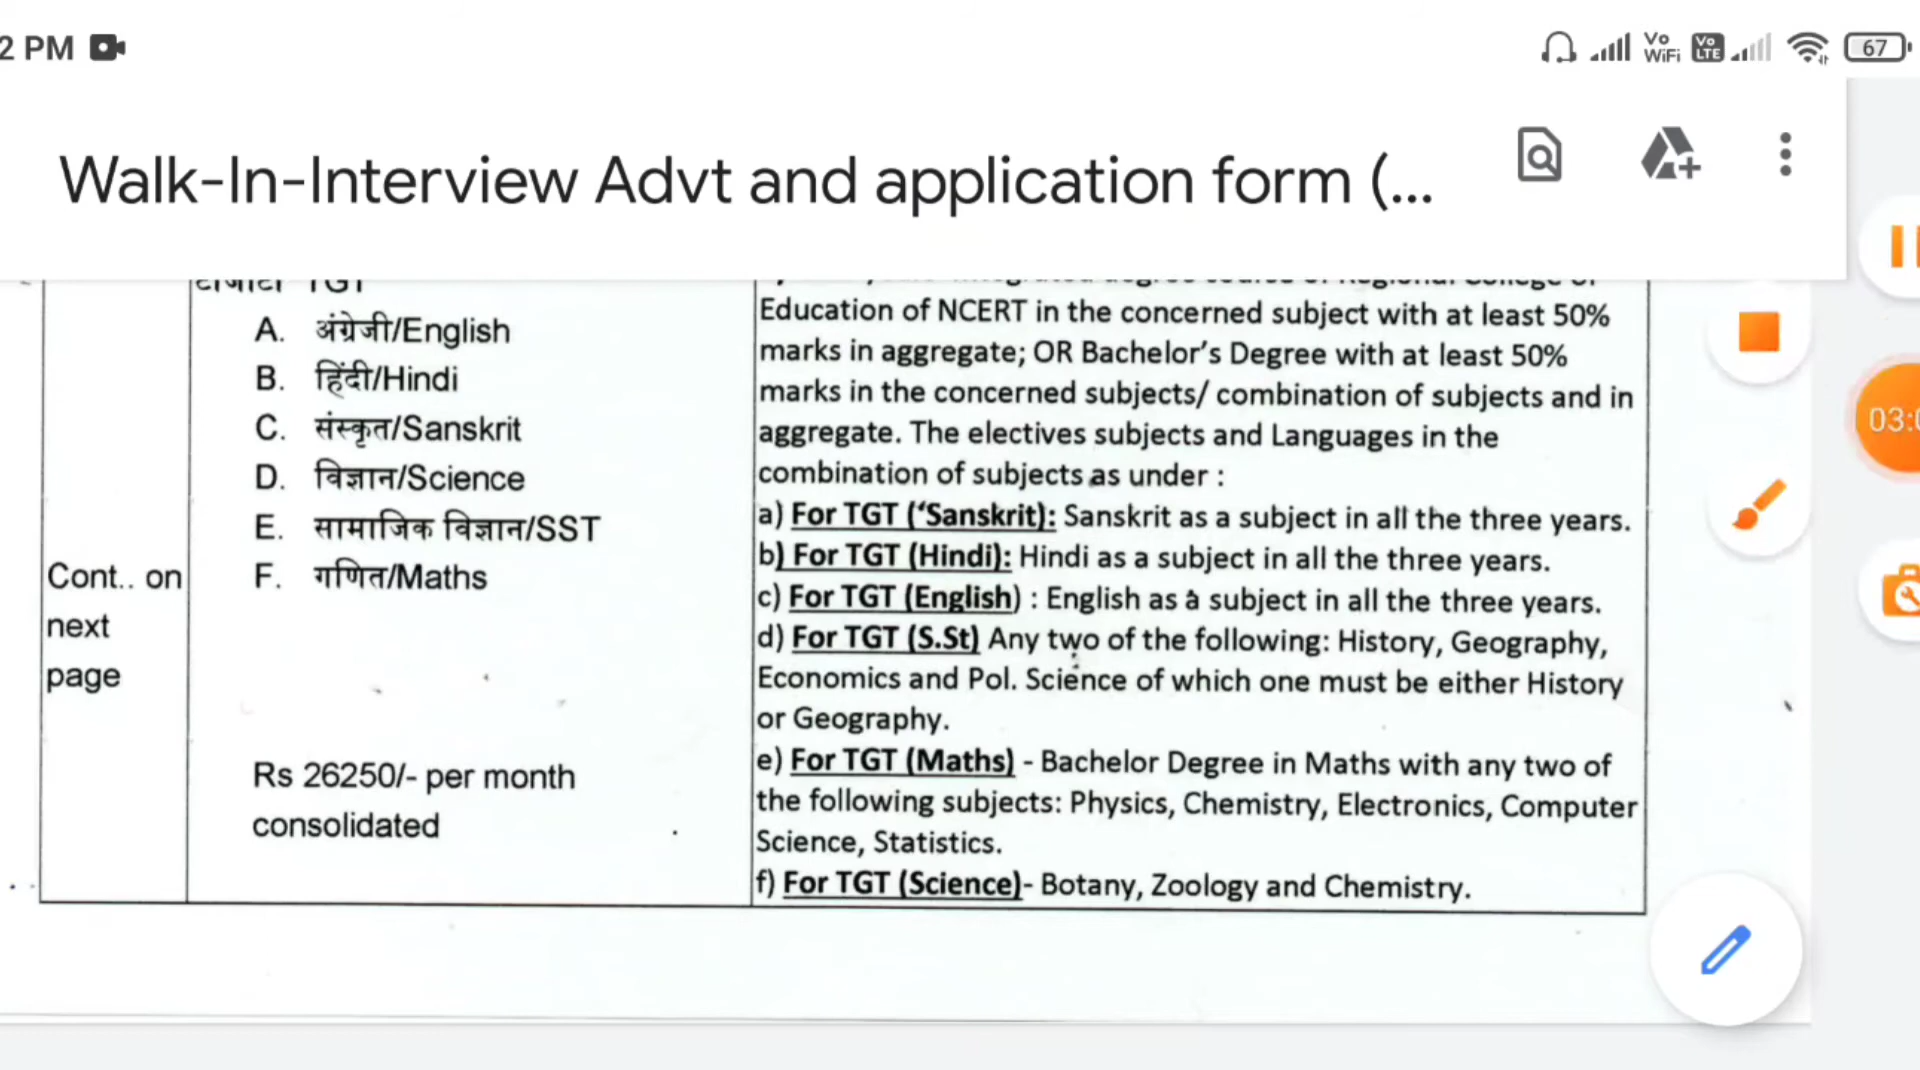 2 PM
Vo WiFi
Vo LTE
67
Walk-In-Interview Advt and application form (...
TGT
A. अंग्रेजी/English
B. हिंदी/Hindi
C. संस्कृत/Sanskrit
D. विज्ञान/Science
E. सामाजिक विज्ञान/SST
F. गणित/Maths
Cont.. on
next
page
Rs 26250/- per month
consolidated
Education of NCERT in the concerned subject with at least 50%
marks in aggregate; OR Bachelor's Degree with at least 50%
marks in the concerned subjects/ combination of subjects and in
aggregate. The electives subjects and Languages in the
combination of subjects as under :
a) For TGT ('Sanskrit): Sanskrit as a subject in all the three years.
b) For TGT (Hindi): Hindi as a subject in all the three years.
c) For TGT (English) : English as a subject in all the three years.
d) For TGT (S.St) Any two of the following: History, Geography,
Economics and Pol. Science of which one must be either History
or Geography.
e) For TGT (Maths) - Bachelor Degree in Maths with any two of
the following subjects: Physics, Chemistry, Electronics, Computer
Science, Statistics.
f) For TGT (Science)- Botany, Zoology and Chemistry.